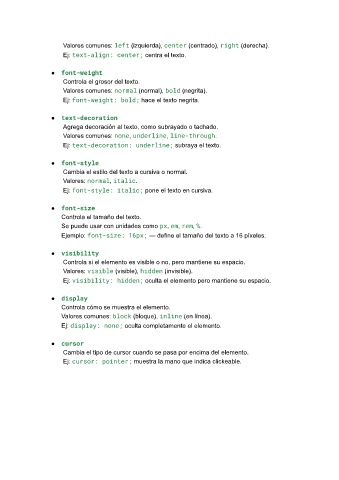 Valores comunes: left (izquierda), center (centrado), right (derecha).
Ej: text-align: center; centra el texto.
● font-weight
Controla el grosor del texto.
Valores comunes: normal (normal), bold (negrita).
Ej: font-weight: bold; hace el texto negrita.
● text-decoration
Agrega decoración al texto, como subrayado o tachado.
Valores comunes: none, underline, line-through.
Ej: text-decoration: underline; subraya el texto.
● font-style
Cambia el estilo del texto a cursiva o normal.
Valores: normal, italic.
Ej: font-style: italic; pone el texto en cursiva.
● font-size
Controla el tamaño del texto.
Se puede usar con unidades como px, em, rem, %.
Ejemplo: font-size: 16px; — define el tamaño del texto a 16 píxeles.
● visibility
Controla si el elemento es visible o no, pero mantiene su espacio.
Valores: visible (visible), hidden (invisible).
Ej: visibility: hidden; oculta el elemento pero mantiene su espacio.
● display
Controla cómo se muestra el elemento.
Valores comunes: block (bloque), inline (en línea).
Ej: display: none; oculta completamente el elemento.
● cursor
Cambia el tipo de cursor cuando se pasa por encima del elemento.
Ej: cursor: pointer; muestra la mano que indica clickeable.